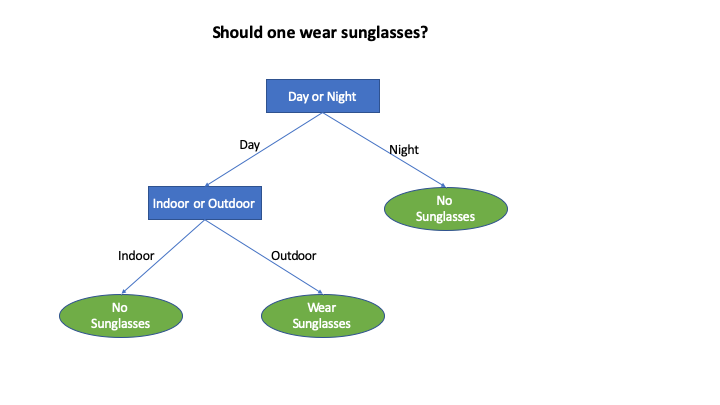 Should one wear sunglasses?
Day or Night
Day
Night
Indoor or Outdoor
No
Sunglasses
Indoor
Outdoor
No
Sunglasses
Wear
Sunglasses